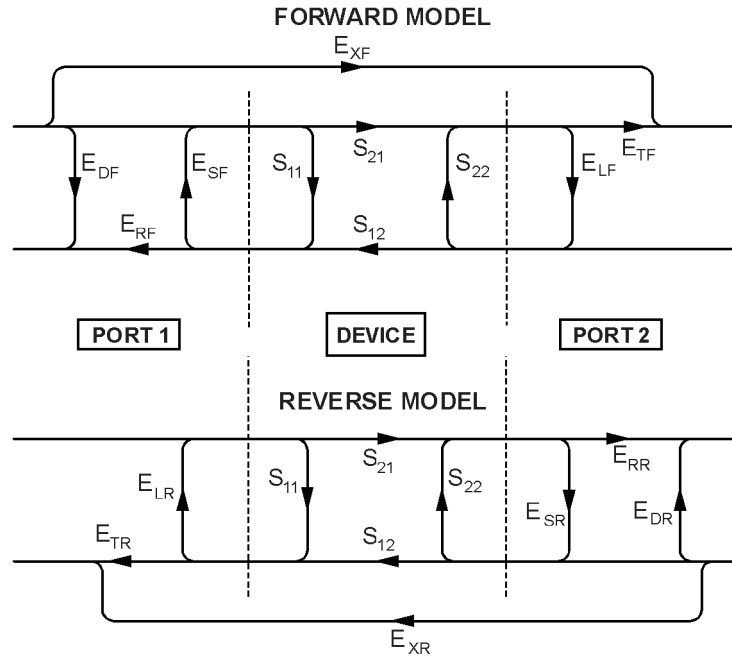 FORWARD MODEL
E_XF
E_DF
E_SF
S_11
S_21
S_22
E_LF
E_TF
E_RF
S_12
PORT 1
DEVICE
PORT 2
REVERSE MODEL
E_LR
S_11
S_21
S_22
E_SR
E_RR
E_DR
E_TR
S_12
E_XR